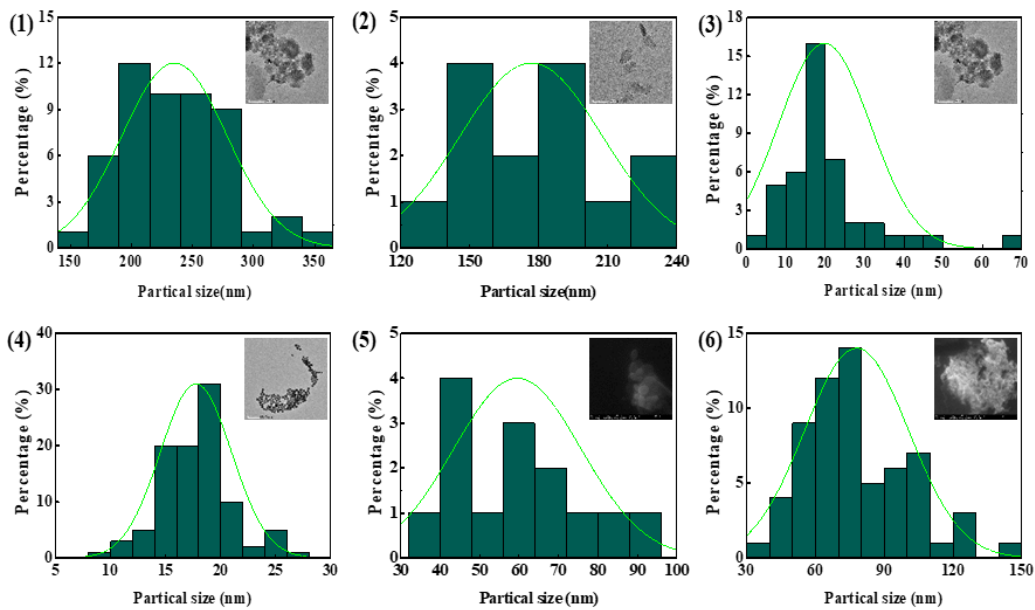 (1)
Percentage (%)
15
12
9
6
3
0
150 200 250 300 350
Partical size(nm)
(2)
Percentage (%)
5
4
3
2
1
0
120 150 180 210 240
Partical size(nm)
(3)
Percentage (%)
18
15
12
9
6
3
0
0 10 20 30 40 50 60 70
Partical size (nm)
(4)
Percentage (%)
40
30
20
10
0
5 10 15 20 25 30
Partical size (nm)
(5)
Percentage (%)
5
4
3
2
1
0
30 40 50 60 70 80 90 100
Partical size(nm)
(6)
Percentage (%)
15
10
5
0
30 60 90 120 150
Partical size (nm)